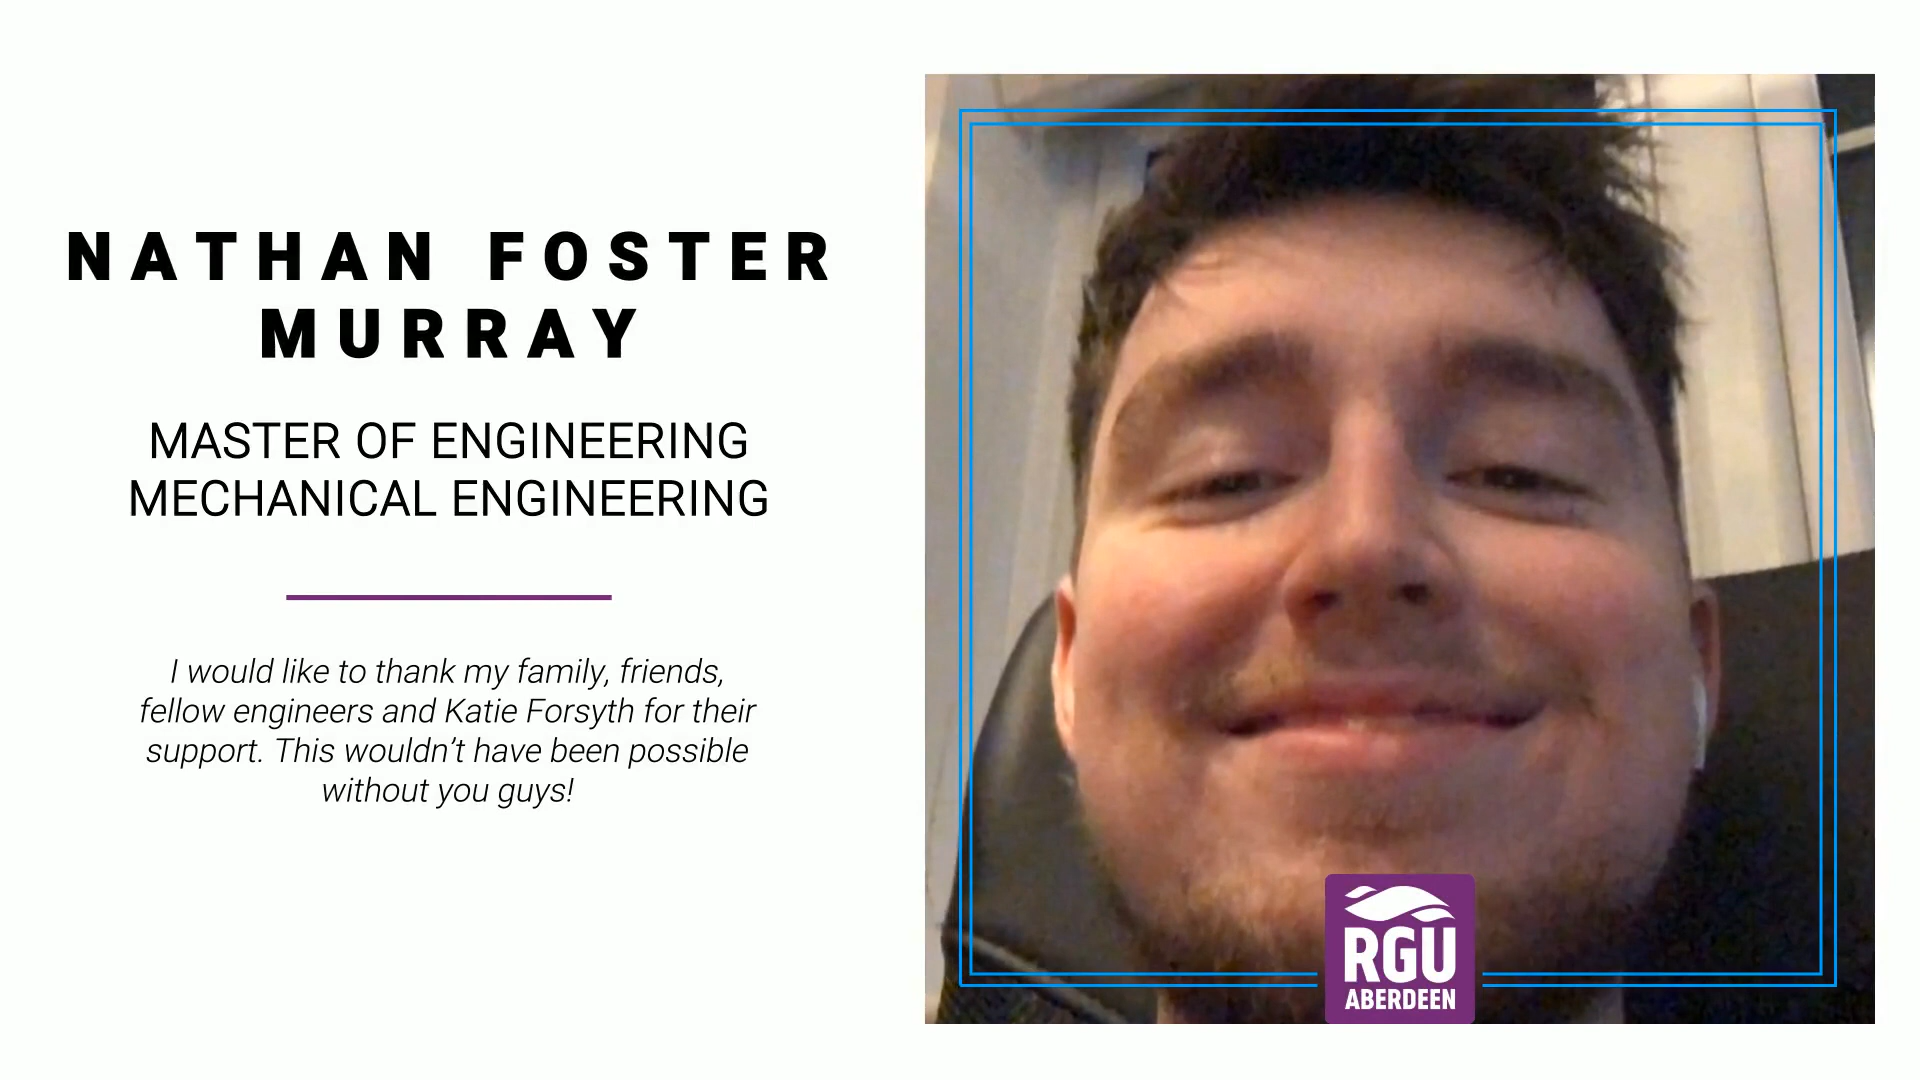 NATHAN FOSTER
MURRAY
MASTER OF ENGINEERING
MECHANICAL ENGINEERING
I would like to thank my family, friends,
fellow engineers and Katie Forsyth for their
support. This wouldn’t have been possible
without you guys!
RGU
ABERDEEN